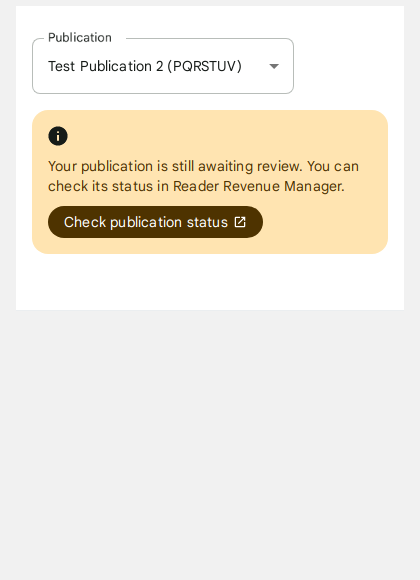 Publication
Test Publication 2 (PQRSTUV)
Your publication is still awaiting review. You can
check its status in Reader Revenue Manager.
Check publication status